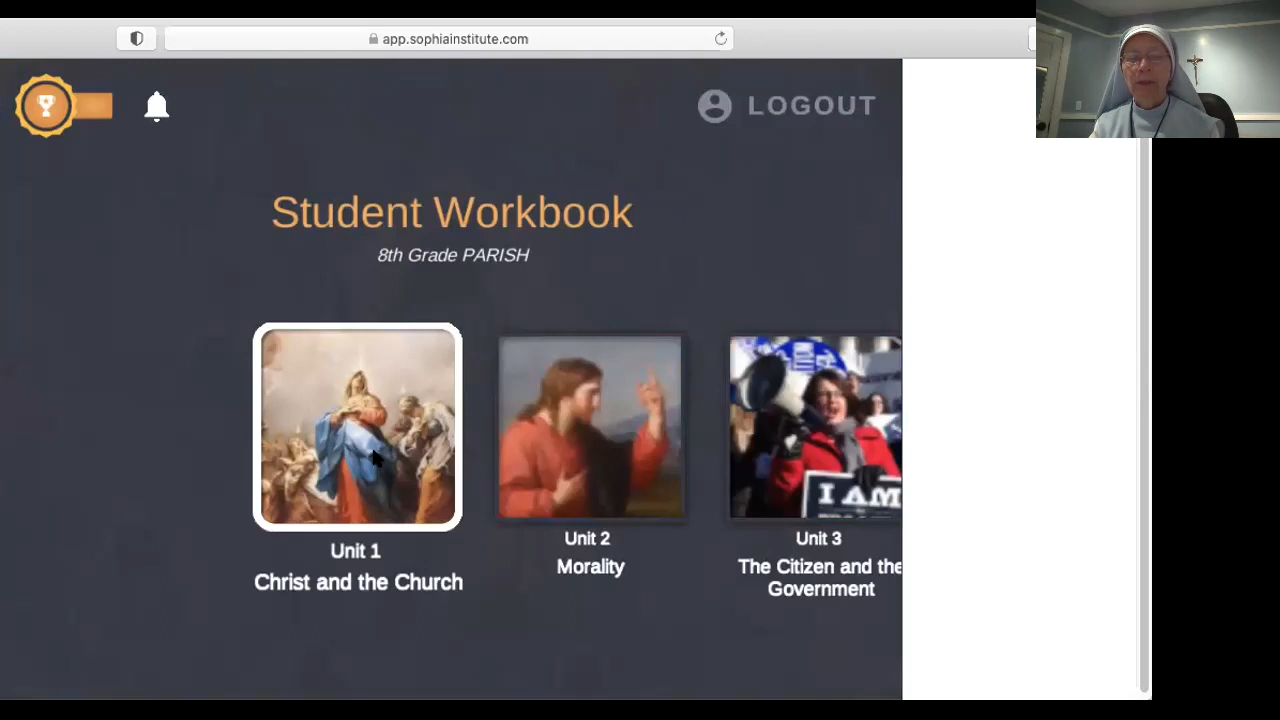 app.sophiainstitute.com
LOGOUT
Student Workbook
8th Grade PARISH
I AM
Unit 1
Christ and the Church
Unit 2
Morality
Unit 3
The Citizen and the
Government